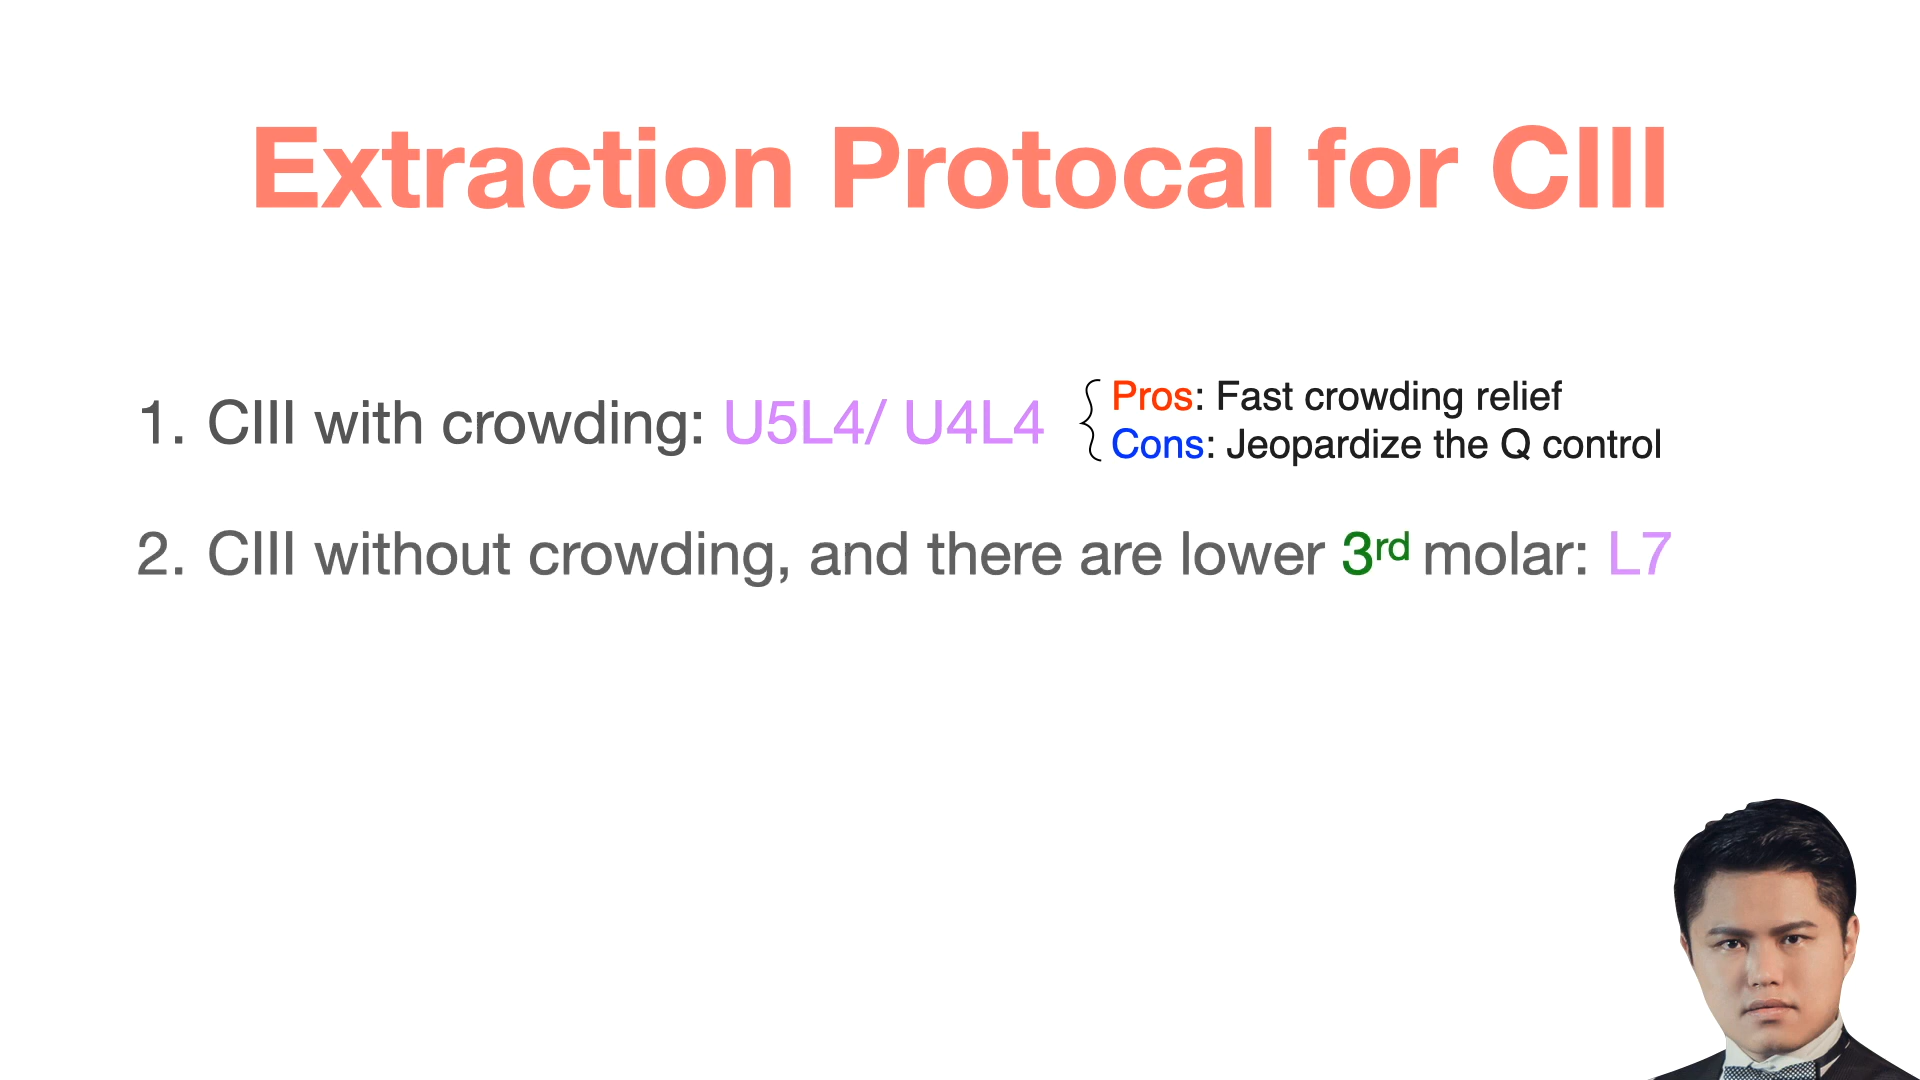 Extraction Protocal for CIII
1. CIII with crowding: U5L4/ U4L4
Pros: Fast crowding relief
Cons: Jeopardize the Q control
2. CIII without crowding, and there are lower 3rd molar: L7